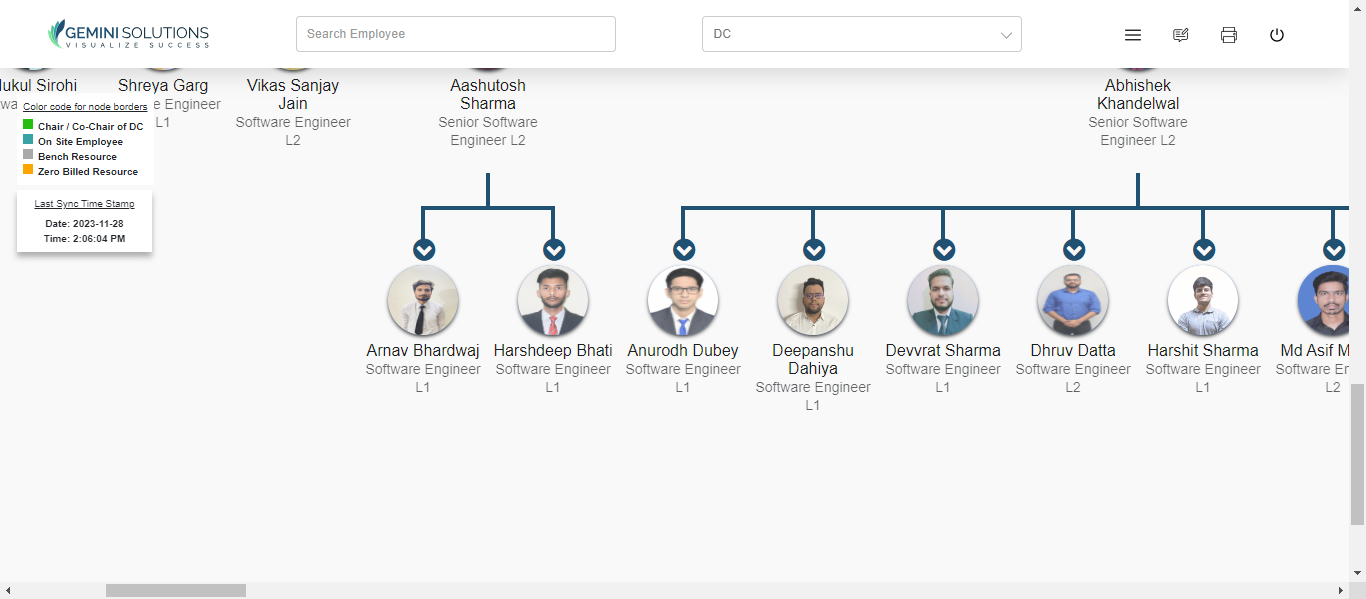 GEMINI SOLUTIONS
VISUALIZE SUCCESS
Search Employee
DC
Sirohi
Shreya Garg
Engineer
L1
Vikas Sanjay
Jain
Software Engineer
L2
Aashutosh
Sharma
Senior Software
Engineer L2
Abhishek
Khandelwal
Senior Software
Engineer L2
Color code for node borders
Chair / Co-Chair of DC
On Site Employee
Bench Resource
Zero Billed Resource
Last Sync Time Stamp
Date: 2023-11-28
Time: 2:06:04 PM
Arnav Bhardwaj
Software Engineer
L1
Harshdeep Bhati
Software Engineer
L1
Anurodh Dubey
Software Engineer
L1
Deepanshu
Dahiya
Software Engineer
L1
Devvrat Sharma
Software Engineer
L1
Dhruv Datta
Software Engineer
L2
Harshit Sharma
Software Engineer
L1
Md Asif
Software
L2